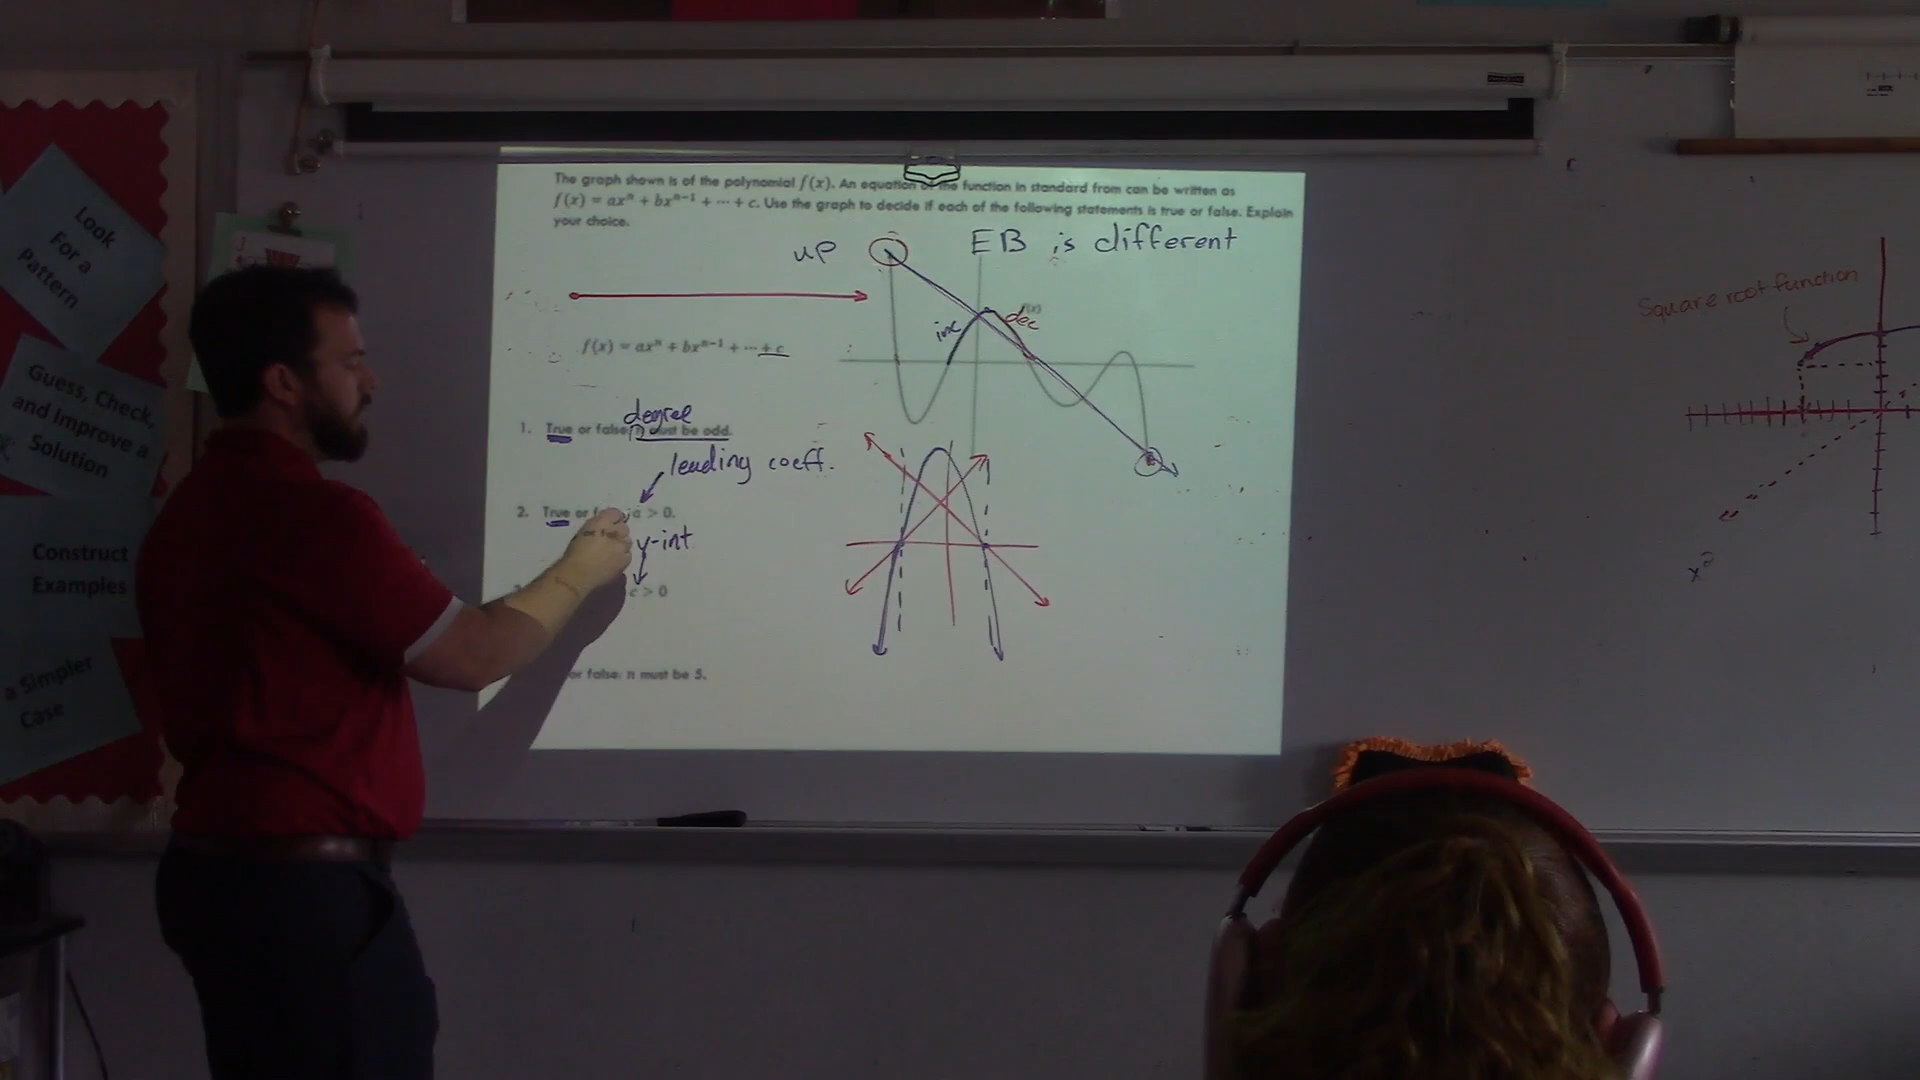 Look
For a
Pattern
Guess, Check,
and Improve a
Solution
Construct
Examples
a Simpler
Case
The graph shown is of the polynomial f(x). An equation of the function in standard from can be written as
f(x) = axⁿ + bxⁿ⁻¹ + ··· + c. Use the graph to decide if each of the following statements is true or false. Explain
your choice.
up
EB is different
f(x) = axⁿ + bxⁿ⁻¹ + ··· + c
inc
dec
f(x)
degree
1. True or false: n must be odd.
leading coeff.
2. True or a > 0.
y-int
c > 0
or false: n must be 5.
Square root function
x²